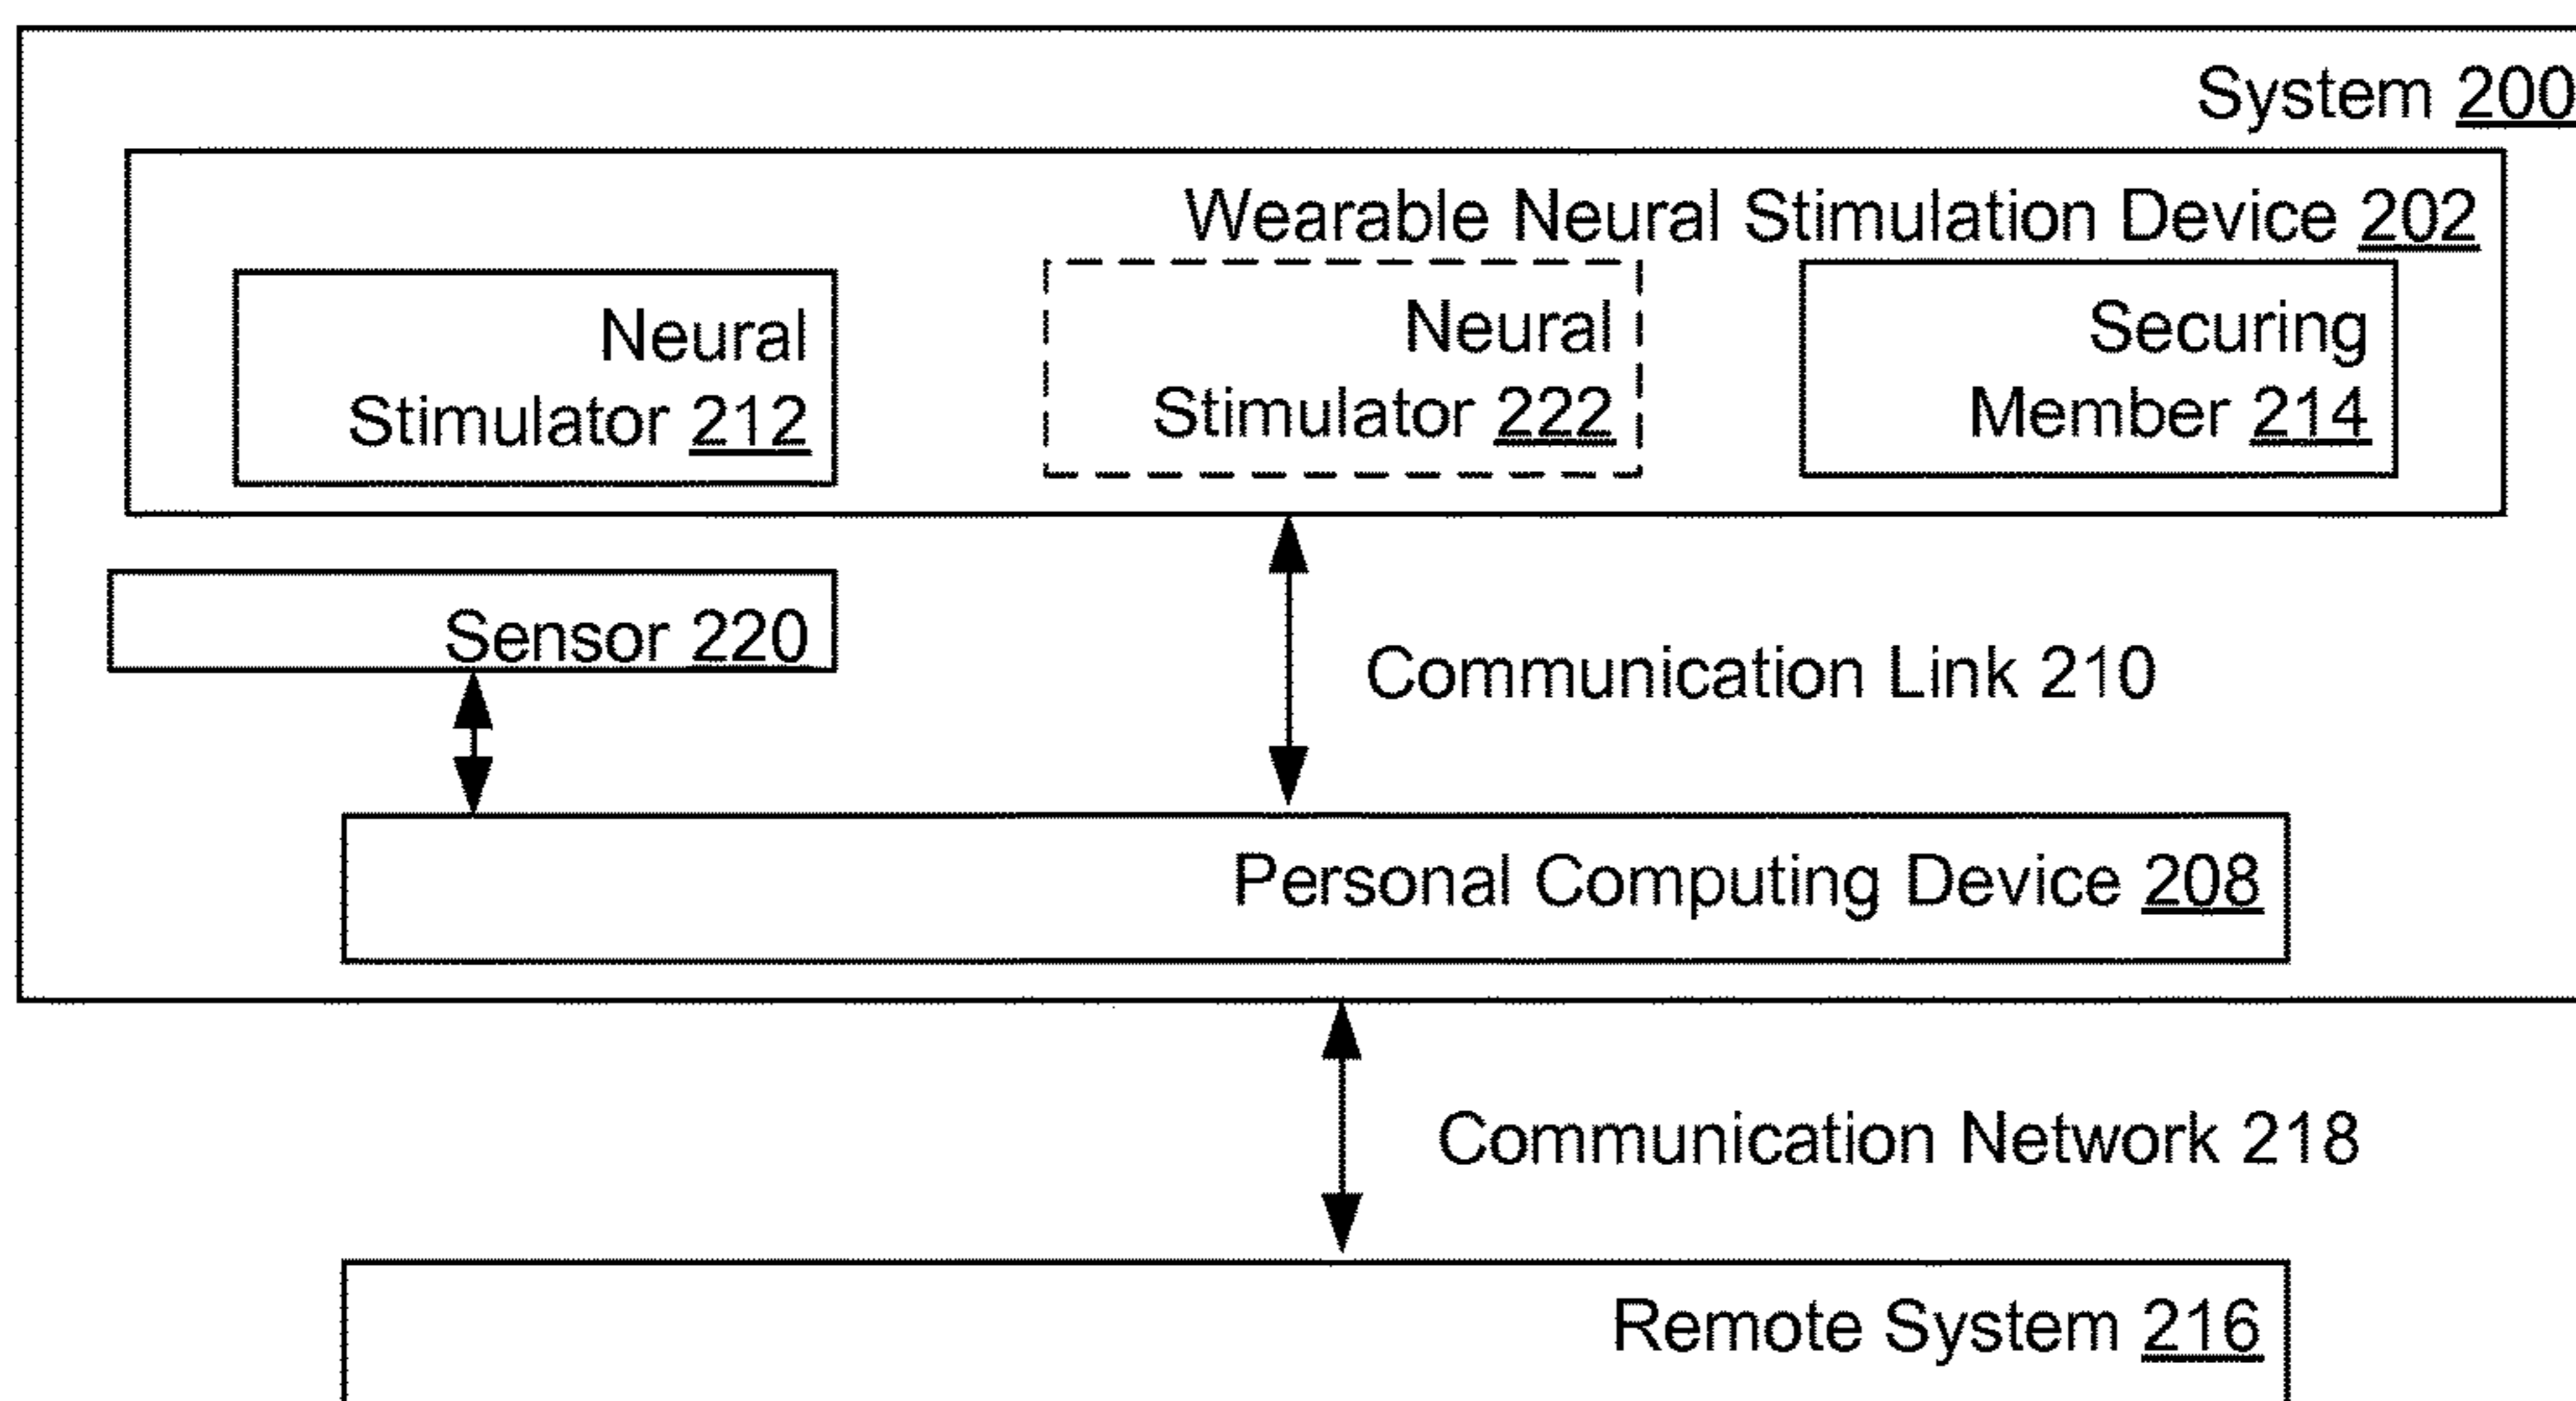 System 200
Wearable Neural Stimulation Device 202
Neural
Stimulator 212
Neural
Stimulator 222
Securing
Member 214
Sensor 220
Communication Link 210
Personal Computing Device 208
Communication Network 218
Remote System 216